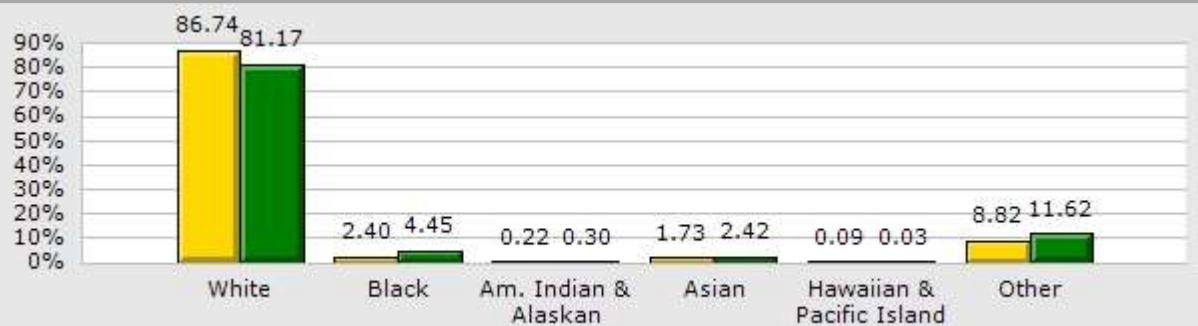 86.74
81.17
90%
80%
70%
60%
50%
40%
30%
20%
10%
0%
2.40 4.45
0.22 0.30
1.73 2.42
0.09 0.03
8.82 11.62
White
Black
Am. Indian &
Alaskan
Asian
Hawaiian &
Pacific Island
Other